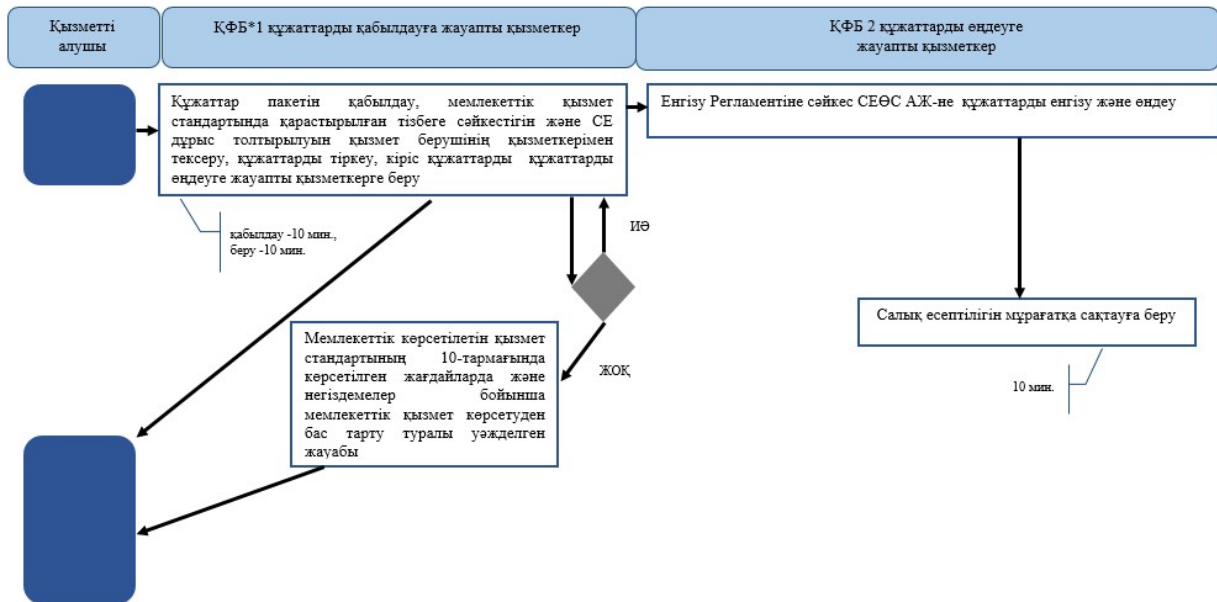 Қызметті
алушы
ҚФБ*1 құжаттарды қабылдауға жауапты қызметкер
ҚФБ 2 құжаттарды өңдеуге
жауапты қызметкер
Құжаттар пакетін қабылдау, мемлекеттік қызмет
стандартында қарастырылған тізбеге сәйкестігін және СЕ
дұрыс толтырылуын қызмет берушінің қызметкерімен
тексеру, құжаттарды тіркеу, кіріс құжаттарды құжаттарды
өңдеуге жауапты қызметкерге беру
Енгізу Регламентіне сәйкес СЕӨС АЖ-не құжаттарды енгізу және өңдеу
қабылдау -10 мин.,
беру -10 мин.
ИӘ
Салық есептілігін мұрағатқа сақтауға беру
Мемлекеттік көрсетілетін қызмет
стандартының 10-тармағында
көрсетілген жағдайларда және
негіздемелер бойынша
мемлекеттік қызмет көрсетуден
бас тарту туралы уәжделген
жауабы
ЖОҚ
10 мин.